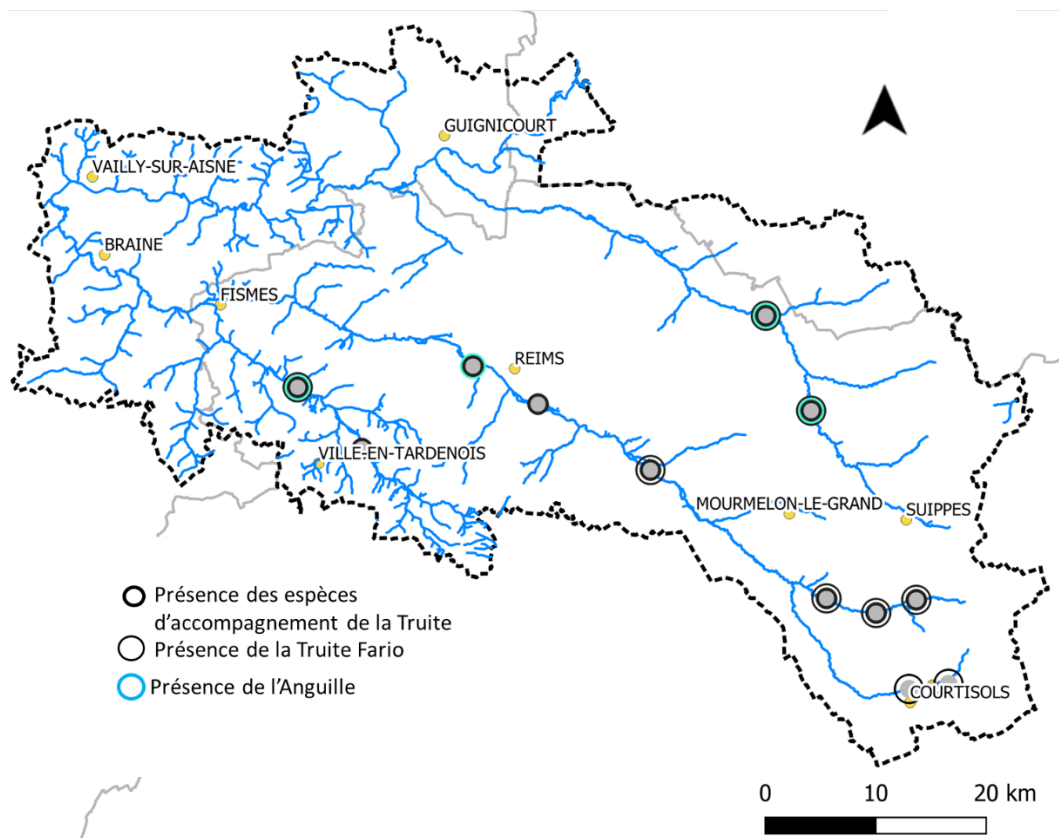 GUIGNICOURT
VAILLY-SUR-AISNE
BRAINE
FISMES
REIMS
VILLE-EN-TARDENOIS
MOURMELON-LE-GRAND
SUIPPES
COURTISOLS
Présence des espèces
d'accompagnement de la Truite
Présence de la Truite Fario
Présence de l'Anguille
0 10 20 km